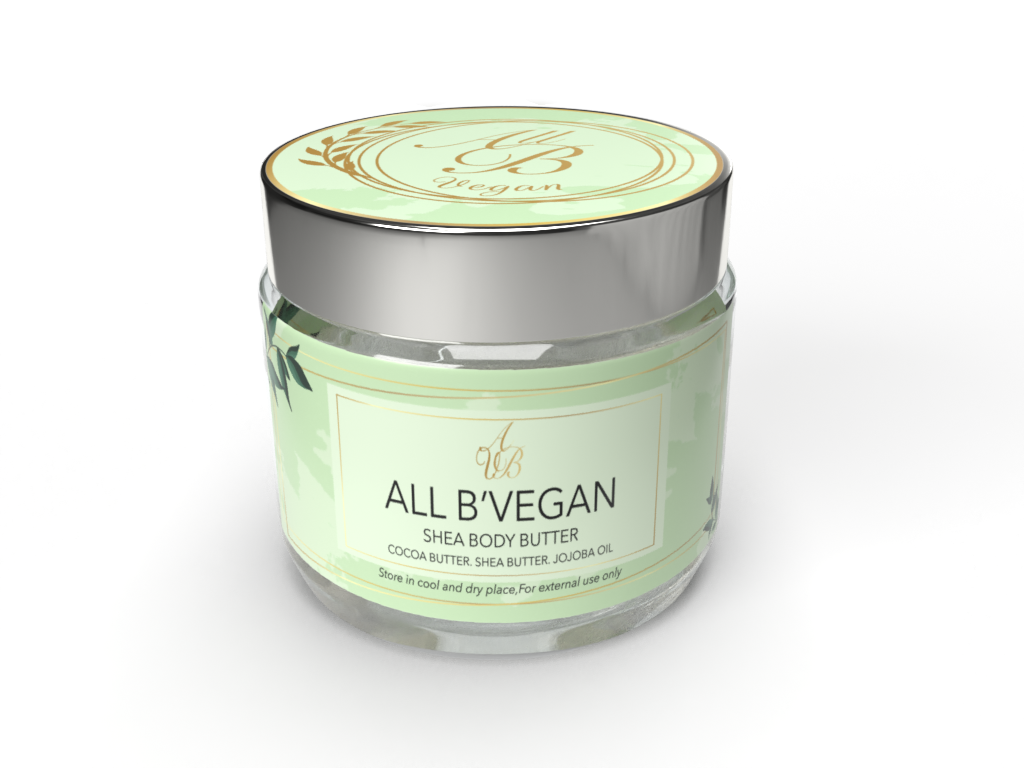 All
B
Vegan
A
VB
ALL B'VEGAN
SHEA BODY BUTTER
COCOA BUTTER. SHEA BUTTER. JOJOBA OIL
Store in cool and dry place,For external use only